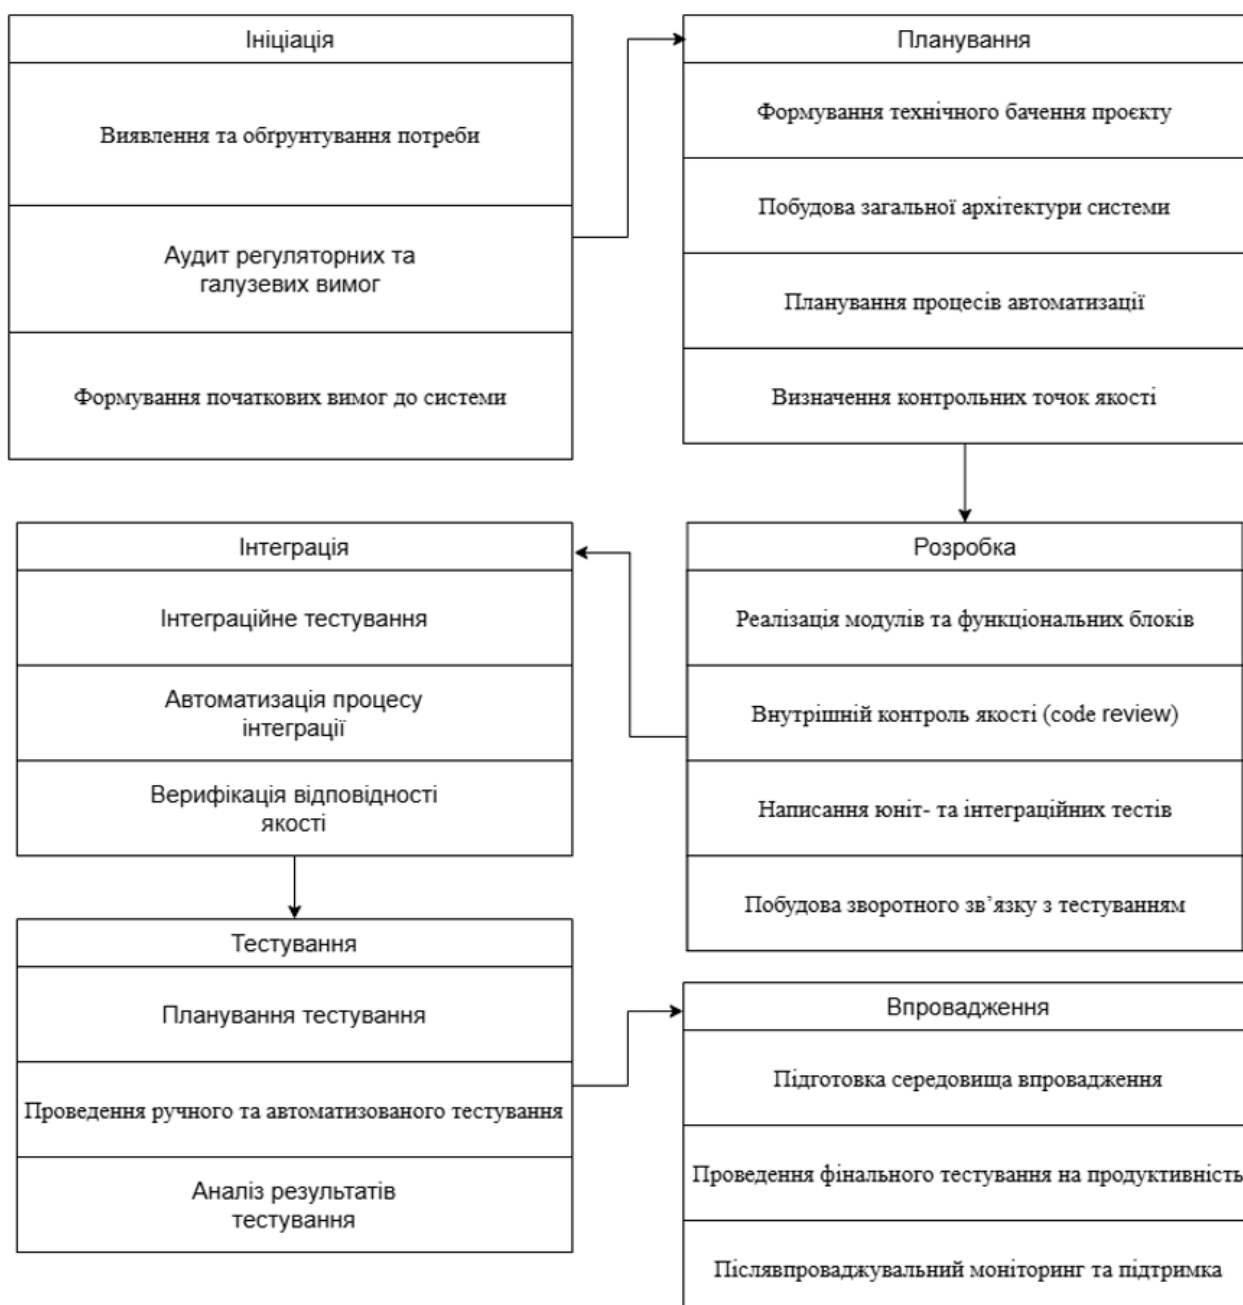 Ініціація
Виявлення та обґрунтування потреби
Аудит регуляторних та
галузевих вимог
Формування початкових вимог до системи
Планування
Формування технічного бачення проєкту
Побудова загальної архітектури системи
Планування процесів автоматизації
Визначення контрольних точок якості
Розробка
Реалізація модулів та функціональних блоків
Внутрішній контроль якості (code review)
Написання юніт- та інтеграційних тестів
Побудова зворотного зв’язку з тестуванням
Інтеграція
Інтеграційне тестування
Автоматизація процесу
інтеграції
Верифікація відповідності
якості
Тестування
Планування тестування
Проведення ручного та автоматизованого тестування
Аналіз результатів
тестування
Впровадження
Підготовка середовища впровадження
Проведення фінального тестування на продуктивність
Післявпроваджувальний моніторинг та підтримка